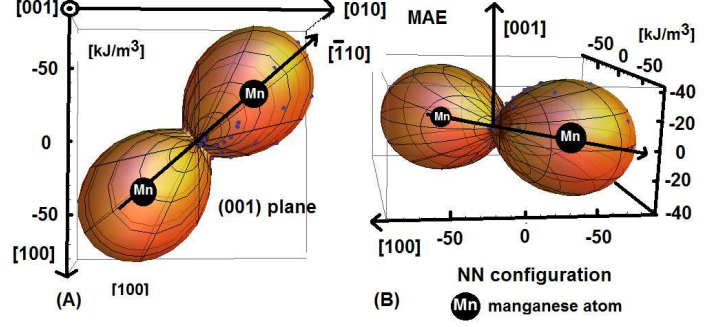 [001]
[010]
[kJ/m³]
[1̄10]
-50
0
-50
[100]
Mn
Mn
(001) plane
(A)
[100]
MAE
[001]
[kJ/m³]
-50
0
-50
-40
-20
0
-20
-40
Mn
Mn
[100]
-50
0
-50
(B)
NN configuration
Mn manganese atom